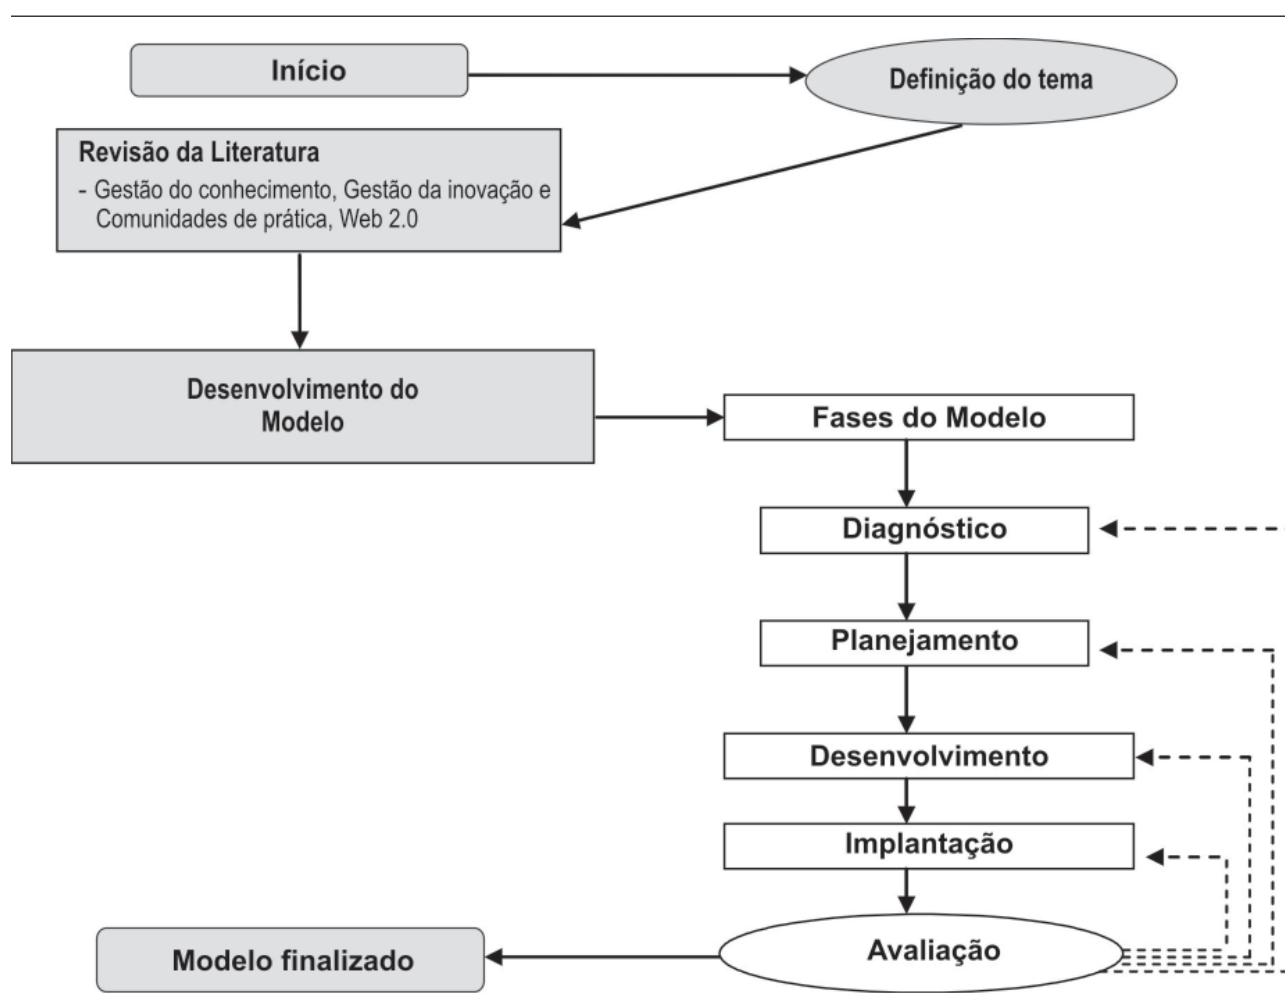 Início
Definição do tema
Revisão da Literatura
- Gestão do conhecimento, Gestão da inovação e
Comunidades de prática, Web 2.0
Desenvolvimento do
Modelo
Fases do Modelo
Diagnóstico
Planejamento
Desenvolvimento
Implantação
Avaliação
Modelo finalizado